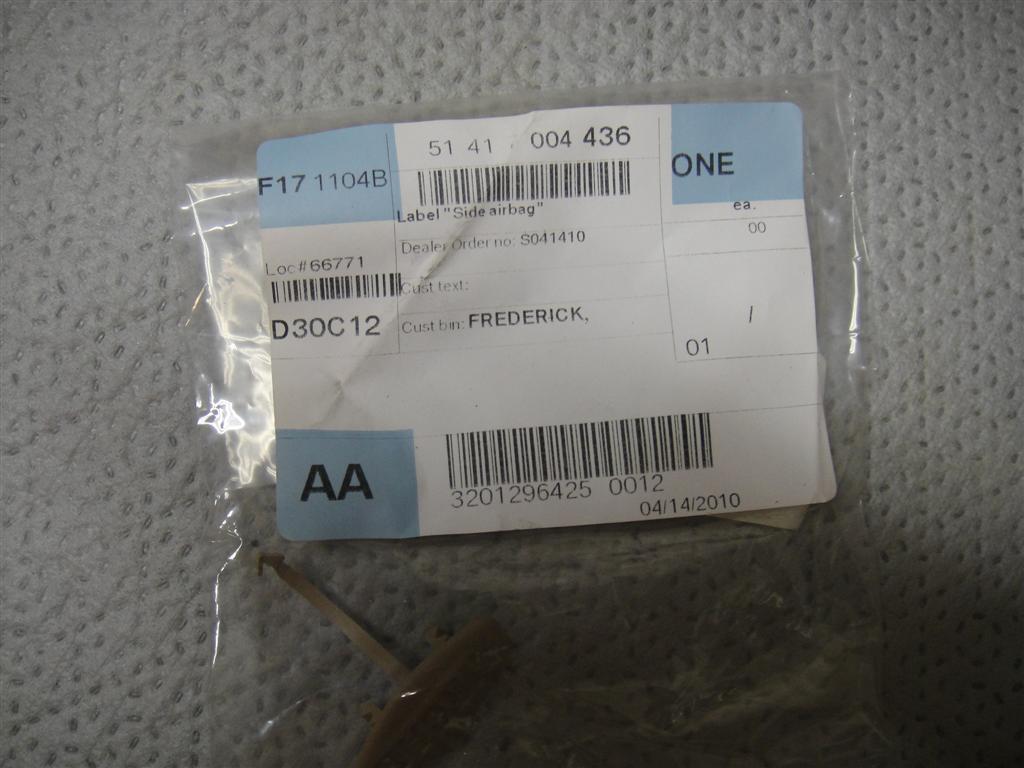 51 41 004 436
ONE
F17 1104B
Label "Side airbag"
ea.
00
Dealer Order no: S041410
Loc#66771
Cust text:
D30C12
Cust bin: FREDERICK,
/
01
AA
3201296425 0012
04/14/2010